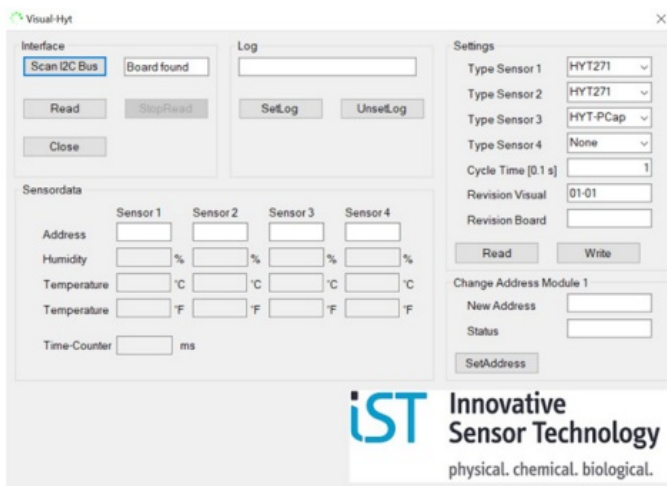 Visual-Hyt
Interface
Scan I2C Bus Board found
Read StopRead
Close
Log
SetLog UnsetLog
Settings
Type Sensor 1 HYT271
Type Sensor 2 HYT271
Type Sensor 3 HYT-PCap
Type Sensor 4 None
Cycle Time [0.1 s] 1
Revision Visual 01-01
Revision Board
Read Write
Sensordata
Sensor 1 Sensor 2 Sensor 3 Sensor 4
Address
Humidity % % % %
Temperature °C °C °C °C
Temperature °F °F °F °F
Time-Counter ms
Change Address Module 1
New Address
Status
SetAddress
iST Innovative
Sensor Technology
physical. chemical. biological.